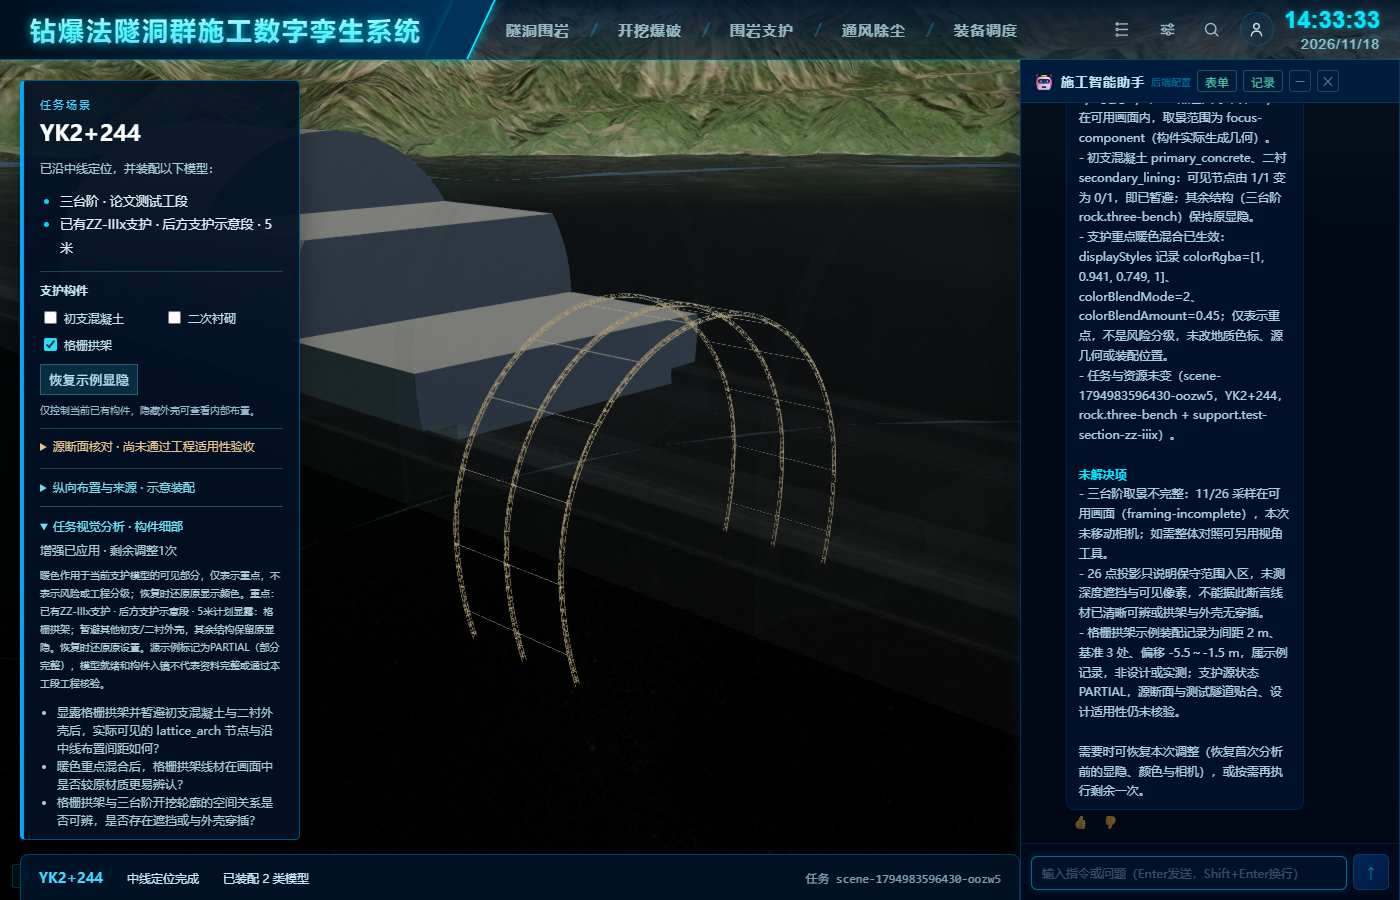 钻爆法隧洞群施工数字孪生系统
隧洞围岩 / 开挖爆破 / 围岩支护 / 通风除尘 / 装备调度
14:33:33
2026/11/18
任务场景
YK2+244
已沿中线定位，并装配以下模型：
三台阶 · 论文测试工段
已有ZZ-IIIx支护 · 后方支护示意段 · 5
米
支护构件
初支混凝土 二次衬砌
格栅拱架
恢复示例显隐
仅控制当前已有构件，隐藏外壳可查看内部布置。
源断面核对 · 尚未通过工程适用性验收
纵向布置与来源 · 示意装配
任务视觉分析 · 构件细部
增强已应用 · 剩余调整1次
暖色作用于当前支护模型的可见部分，仅表示重点，不
表示风险或工程分级；恢复时还原原显示颜色。重点：
已有ZZ-IIIx支护 · 后方支护示意段 · 5米计划显露：格
栅拱架；暂避其他初支/二衬外壳，其余结构保留原显
隐。恢复时还原原设置。源示例标记为PARTIAL（部分
完整），模型就绪和构件入镜不代表资料完整或通过本
工段工程核验。
显露格栅拱架并暂避初支混凝土与二衬外
壳后，实际可见的 lattice_arch 节点与沿
中线布置间距如何？
暖色重点混合后，格栅拱架线材在画面中
是否较原材质更易辨认？
格栅拱架与三台阶开挖轮廓的空间关系是
否可辨，是否存在遮挡或与外壳穿插？
YK2+244 中线定位完成 已装配 2 类模型 任务 scene-1794983596430-oozw5
施工智能助手 后端配置 表单 记录
在可用画面内，取景范围为 focus-
component（构件实际生成几何）。
- 初支混凝土 primary_concrete、二衬
secondary_lining：可见节点由 1/1 变
为 0/1，即已暂避；其余结构（三台阶
rock.three-bench）保持原显隐。
- 支护重点暖色混合已生效：
displayStyles 记录 colorRgba=[1,
0.941, 0.749, 1]、
colorBlendMode=2、
colorBlendAmount=0.45；仅表示重
点，不是风险分级，未改地质色标、源
几何或装配位置。
- 任务与资源未变（scene-
1794983596430-oozw5，YK2+244，
rock.three-bench + support.test-
section-zz-iiix）。
未解决项
- 三台阶取景不完整：11/26 采样在可
用画面（framing-incomplete），本次
未移动相机；如需整体对照可另用视角
工具。
- 26 点投影只说明保守范围入区，未测
深度遮挡与可见像素，不能据此断言线
材已清晰可辨或拱架与外壳无穿插。
- 格栅拱架示例装配记录为间距 2 m、
基准 3 处、偏移 -5.5 ~ -1.5 m，属示例
记录，非设计或实测；支护源状态
PARTIAL，源断面与测试隧道贴合、设
计适用性仍未核验。
需要时可恢复本次调整（恢复首次分析
前的显隐、颜色与相机），或按需再执
行剩余一次。
输入指令或问题（Enter发送，Shift+Enter换行）